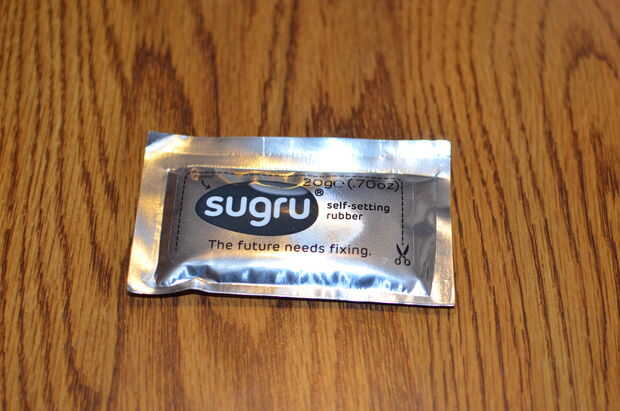 20g℮ (.70oz)
sugru®
self-setting
rubber
The future needs fixing.